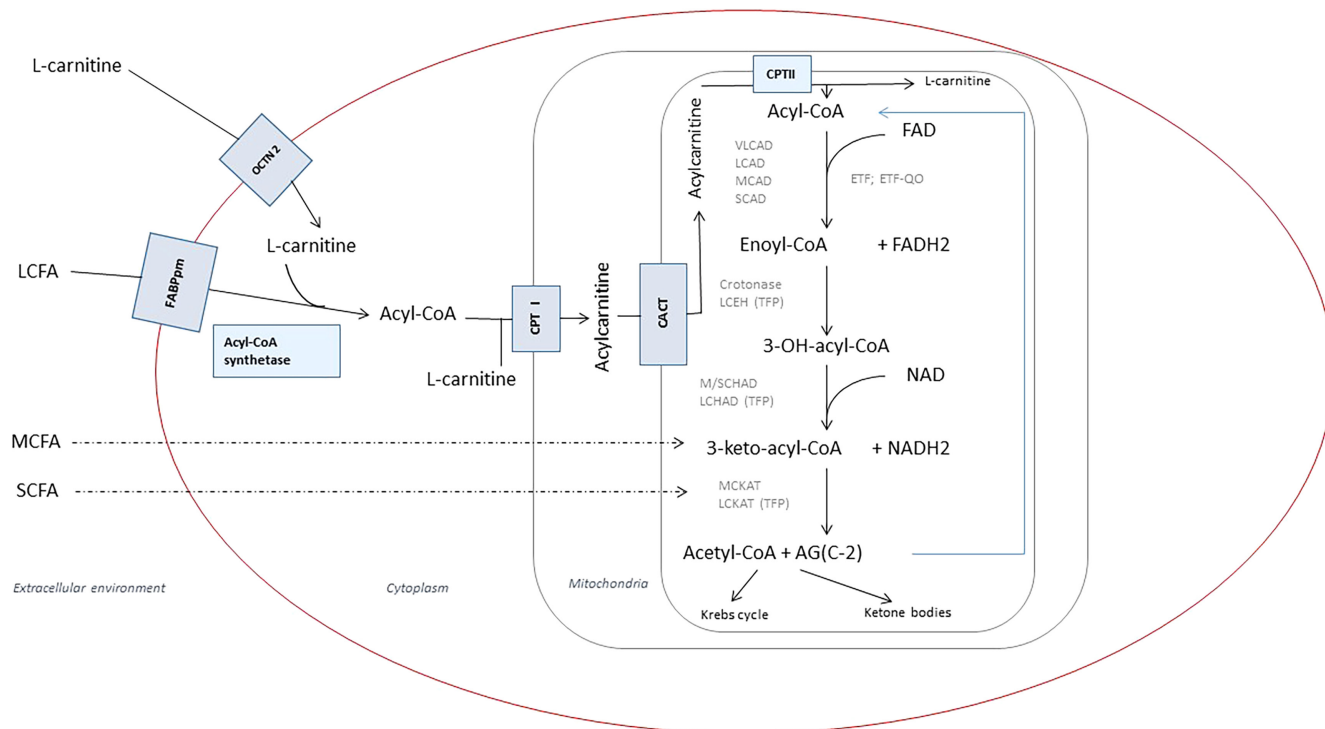 L-carnitine
OCTN 2
L-carnitine
LCFA
FABPpm
Acyl-CoA
synthetase
Acyl-CoA
L-carnitine
CPT I
Acylcarnitine
CACT
Acylcarnitine
CPTII
L-carnitine
Acyl-CoA
FAD
VLCAD
LCAD
MCAD
SCAD
ETF; ETF-QO
Enoyl-CoA + FADH2
Crotonase
LCEH (TFP)
3-OH-acyl-CoA
M/SCHAD
LCHAD (TFP)
NAD
MCFA
3-keto-acyl-CoA + NADH2
SCFA
MCKAT
LCKAT (TFP)
Acetyl-CoA + AG(C-2)
Extracellular environment
Cytoplasm
Mitochondria
Krebs cycle
Ketone bodies